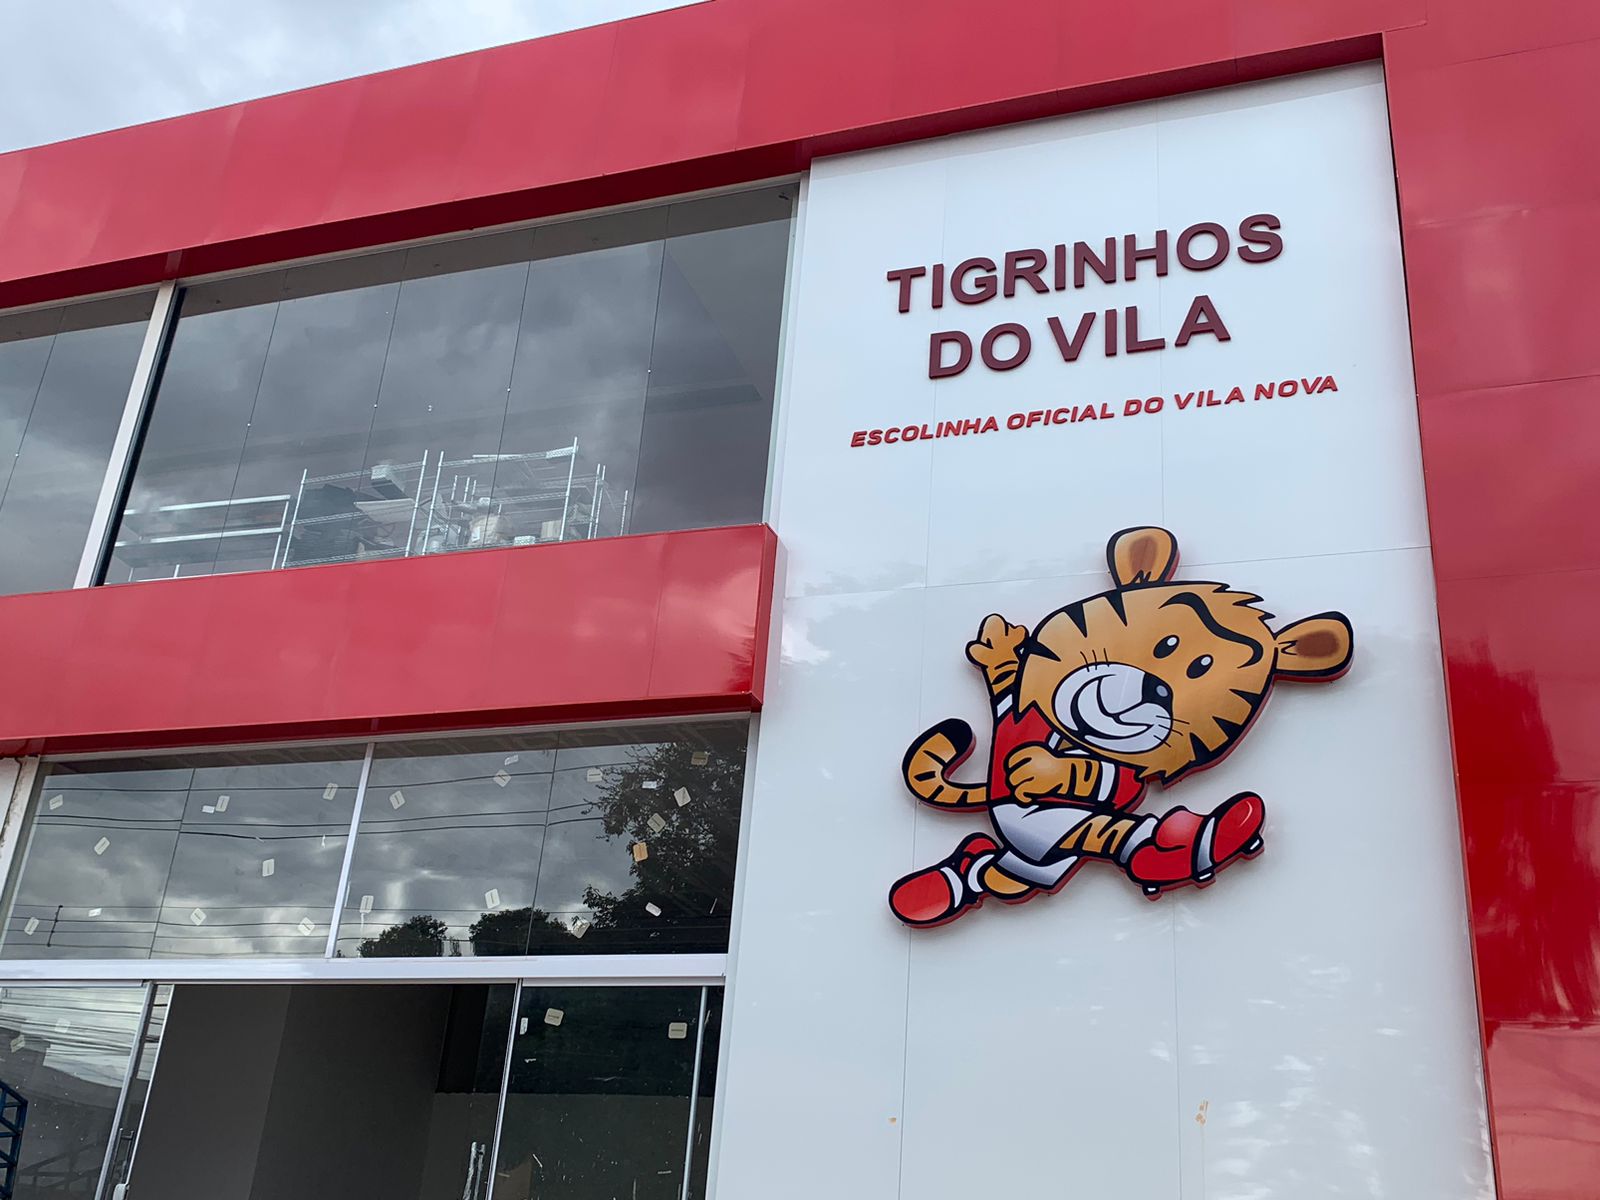 TIGRINHOS
DO VILA
ESCOLINHA OFICIAL DO VILA NOVA